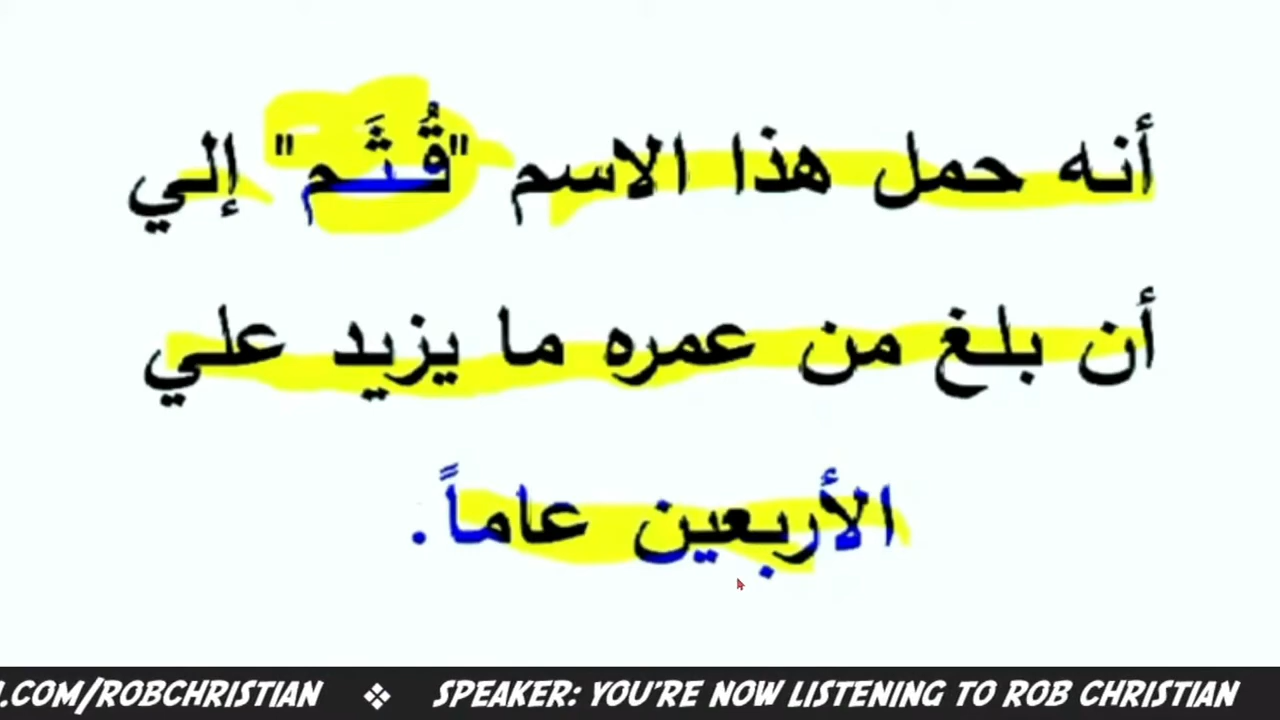 أنه حمل هذا الاسم "قُثَم" إلي
أن بلغ من عمره ما يزيد علي
الأربعين عاماً.
.COM/ROBCHRISTIAN ❖ SPEAKER: YOU'RE NOW LISTENING TO ROB CHRISTIAN